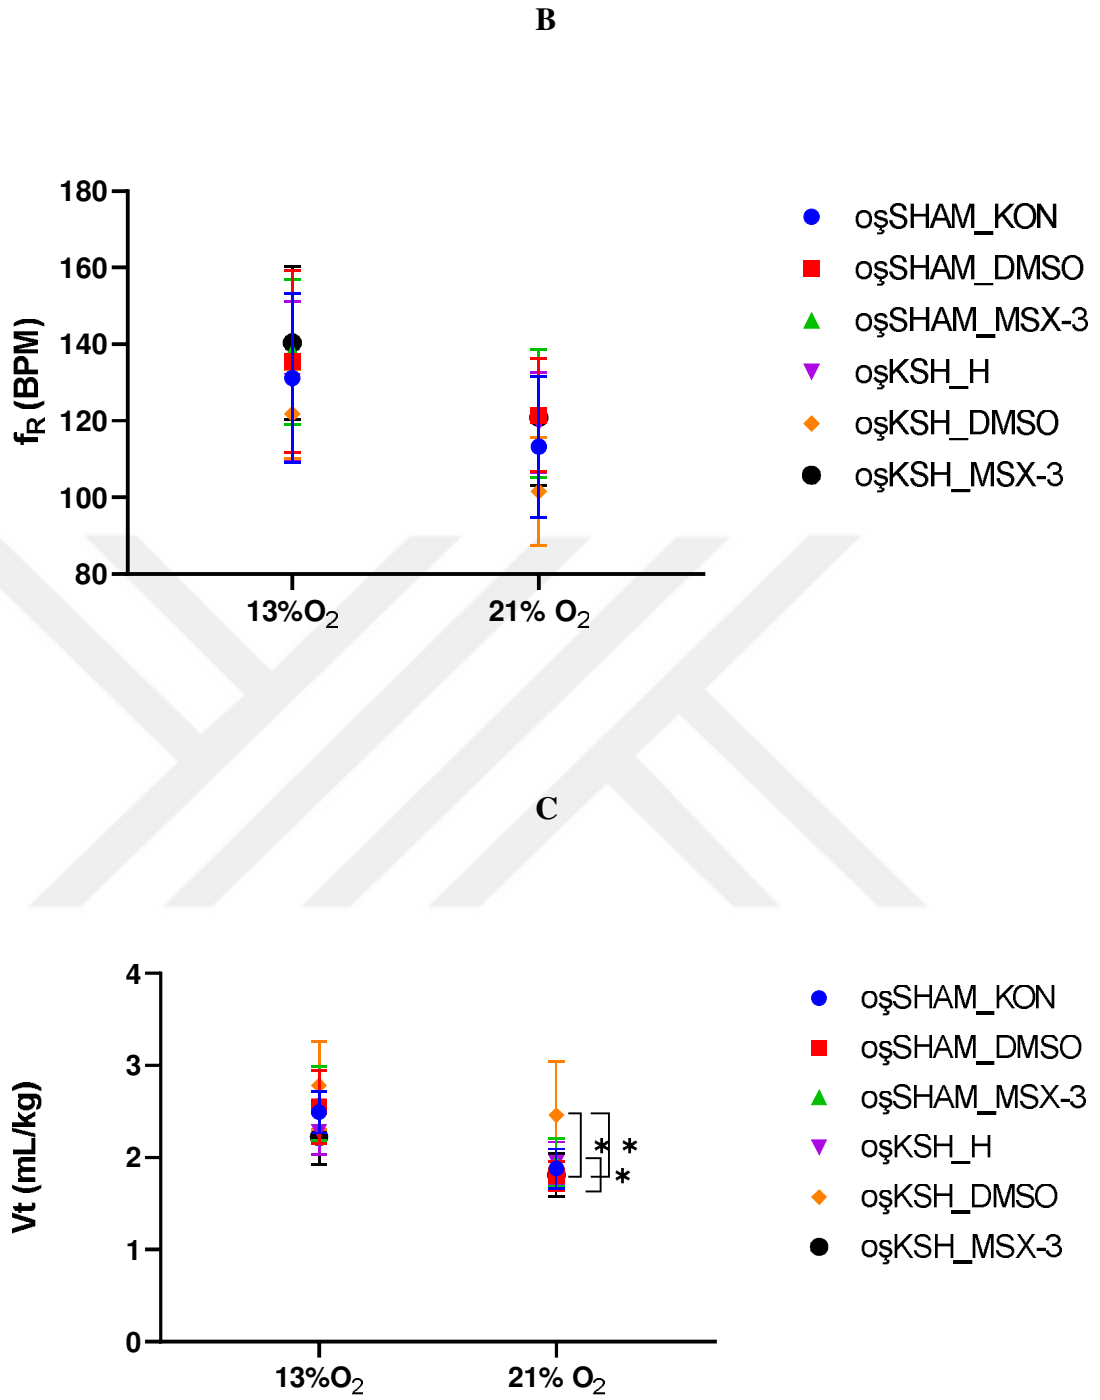 B
180
160
140
120
100
80
f_R (BPM)
13%O₂
21% O₂
oşSHAM_KON
oşSHAM_DMSO
oşSHAM_MSX-3
oşKSH_H
oşKSH_DMSO
oşKSH_MSX-3
C
4
3
2
1
0
Vt (mL/kg)
* *
*
13%O₂
21% O₂
oşSHAM_KON
oşSHAM_DMSO
oşSHAM_MSX-3
oşKSH_H
oşKSH_DMSO
oşKSH_MSX-3